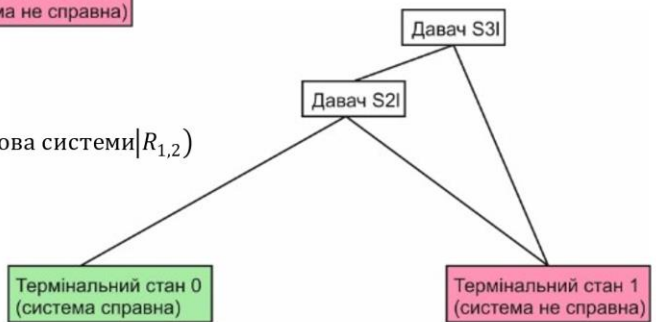 ма не справна)
Давач S3I
Давач S2I
ова системи|R₁,₂)
Термінальний стан 0
(система справна)
Термінальний стан 1
(система не справна)